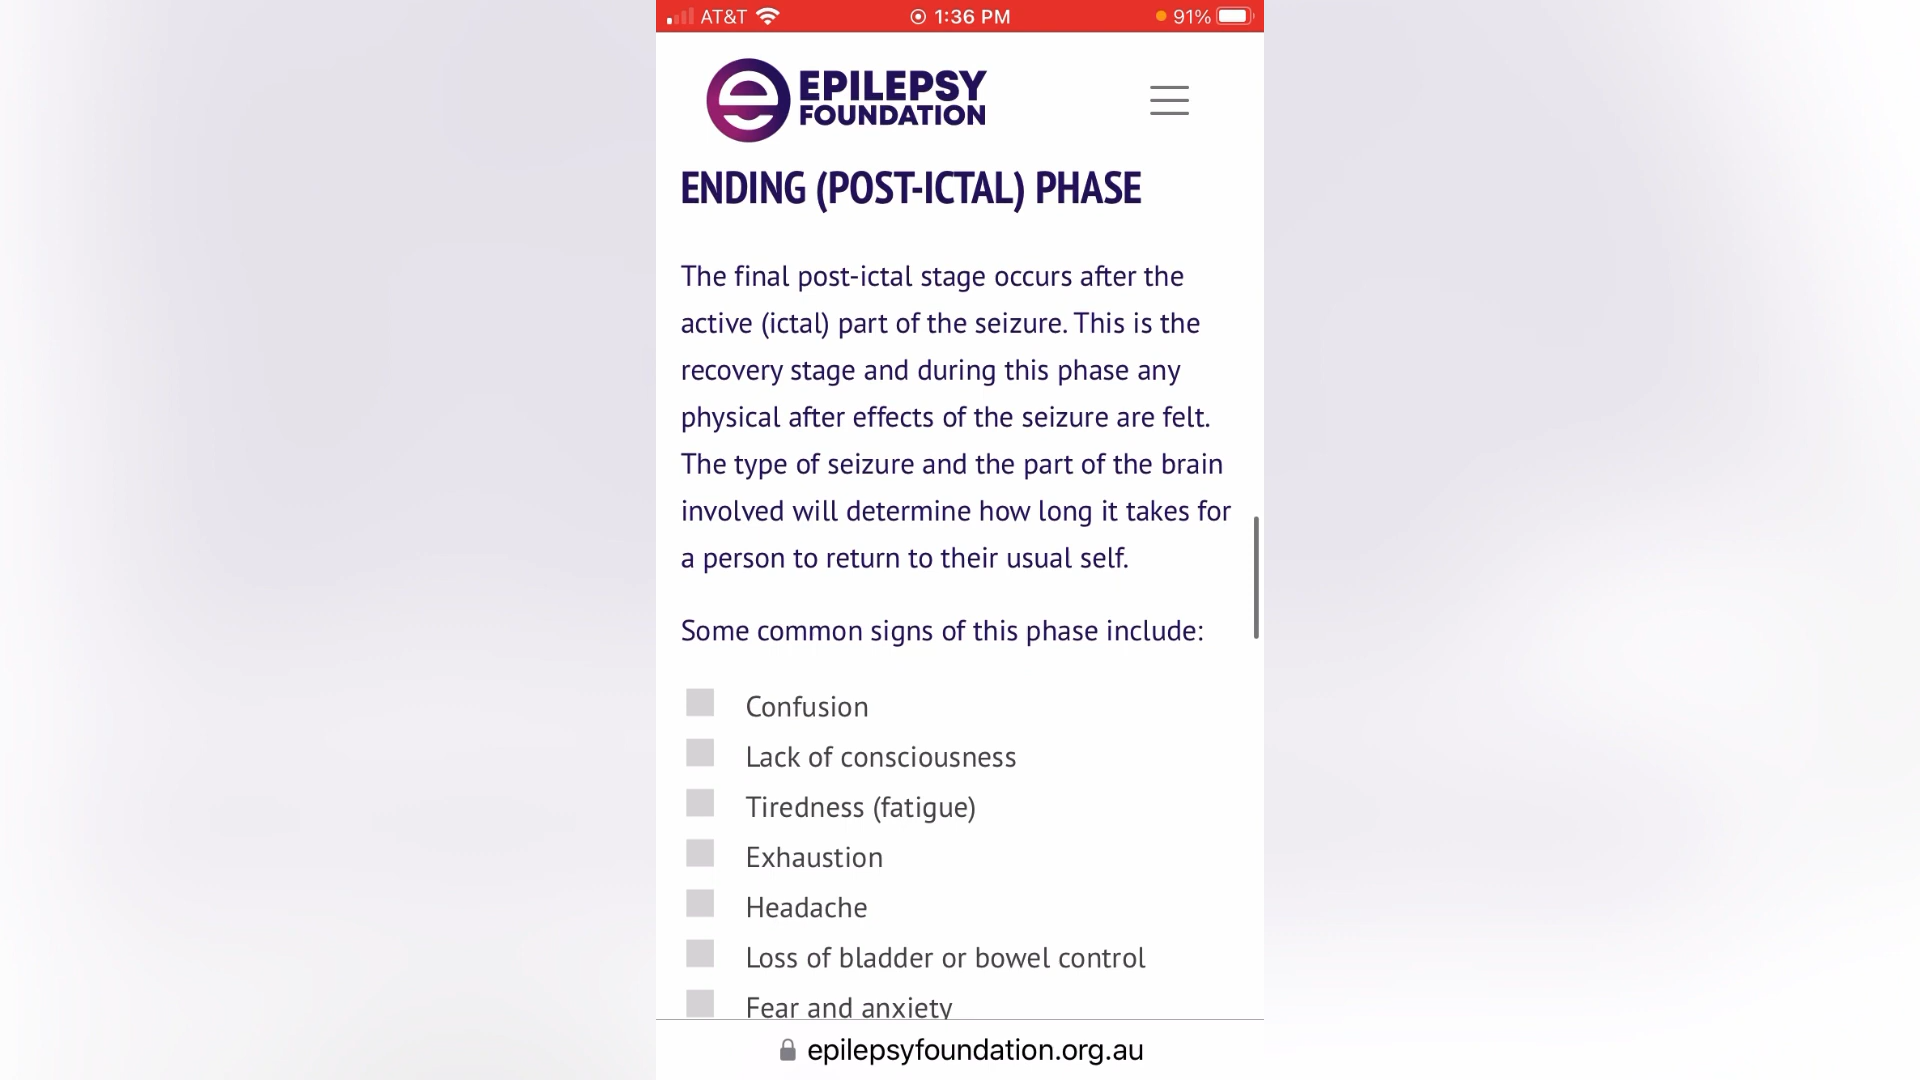 AT&T 1:36 PM 91%
EPILEPSY
FOUNDATION
ENDING (POST-ICTAL) PHASE
The final post-ictal stage occurs after the
active (ictal) part of the seizure. This is the
recovery stage and during this phase any
physical after effects of the seizure are felt.
The type of seizure and the part of the brain
involved will determine how long it takes for
a person to return to their usual self.
Some common signs of this phase include:
Confusion
Lack of consciousness
Tiredness (fatigue)
Exhaustion
Headache
Loss of bladder or bowel control
Fear and anxiety
epilepsyfoundation.org.au